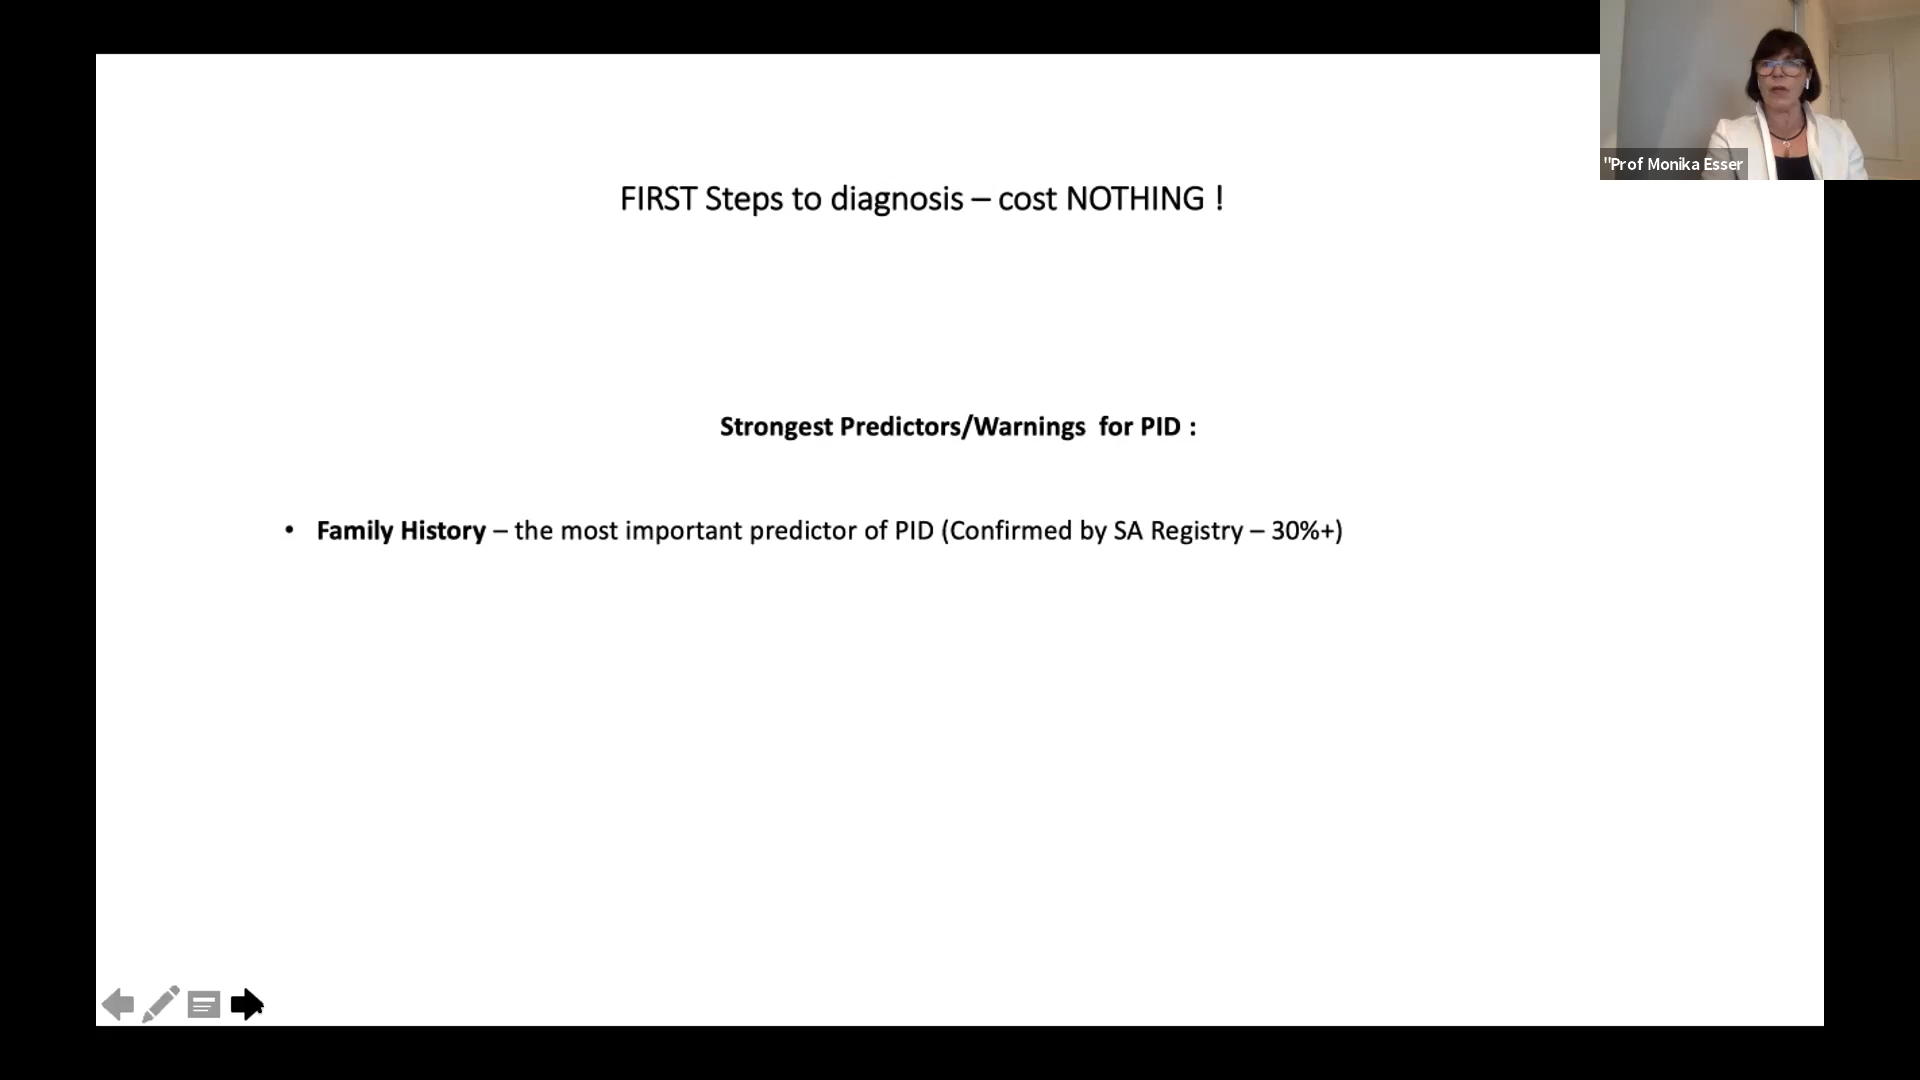 FIRST Steps to diagnosis – cost NOTHING !
"Prof Monika Esser
Strongest Predictors/Warnings  for PID :
• Family History – the most important predictor of PID (Confirmed by SA Registry – 30%+)